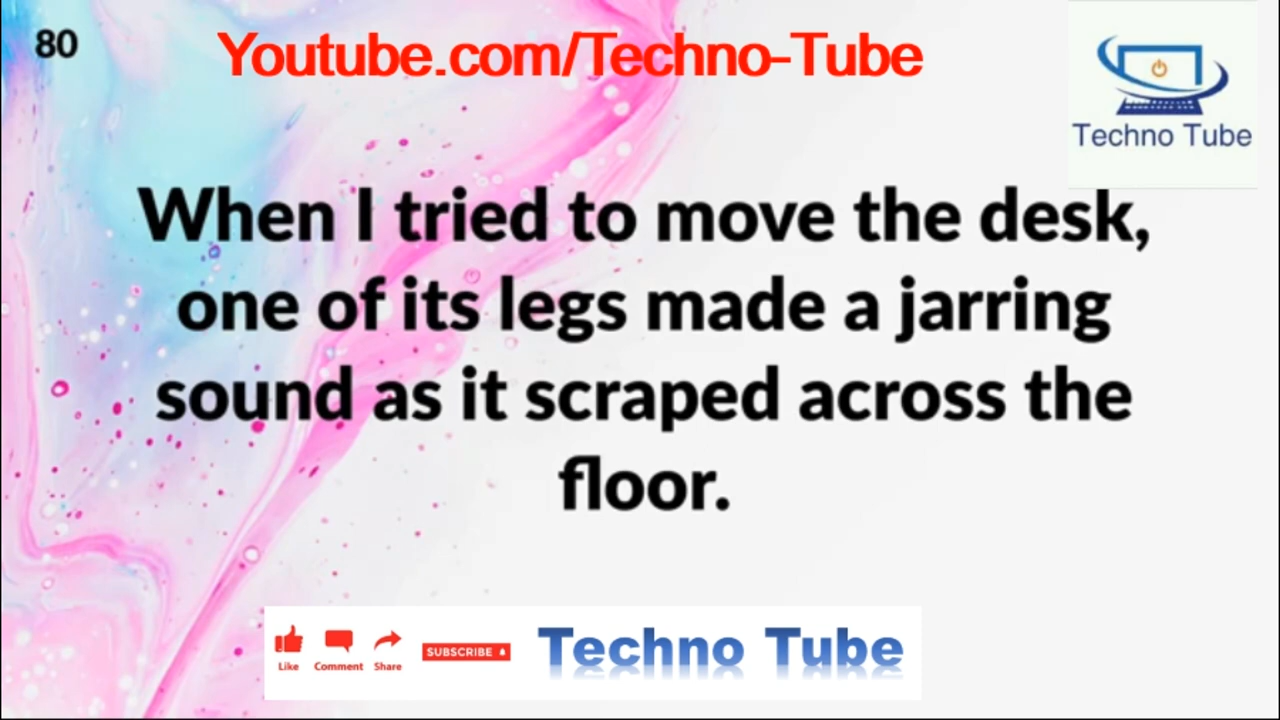 80
Youtube.com/Techno-Tube
Techno Tube
When I tried to move the desk,
one of its legs made a jarring
sound as it scraped across the
floor.
Like Comment Share
SUBSCRIBE
Techno Tube